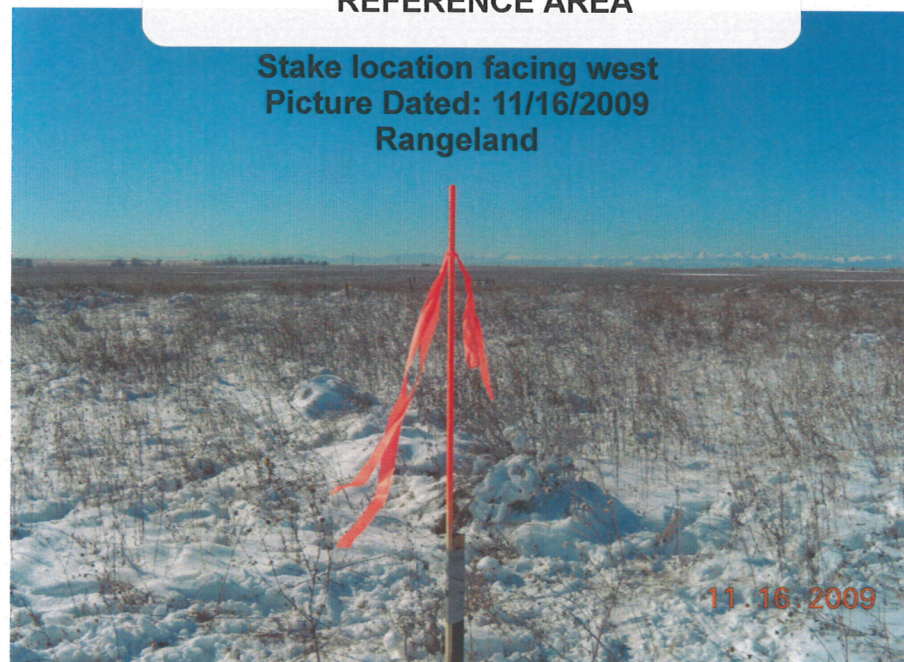 REFERENCE AREA
Stake location facing west
Picture Dated: 11/16/2009
Rangeland
11.16.2009